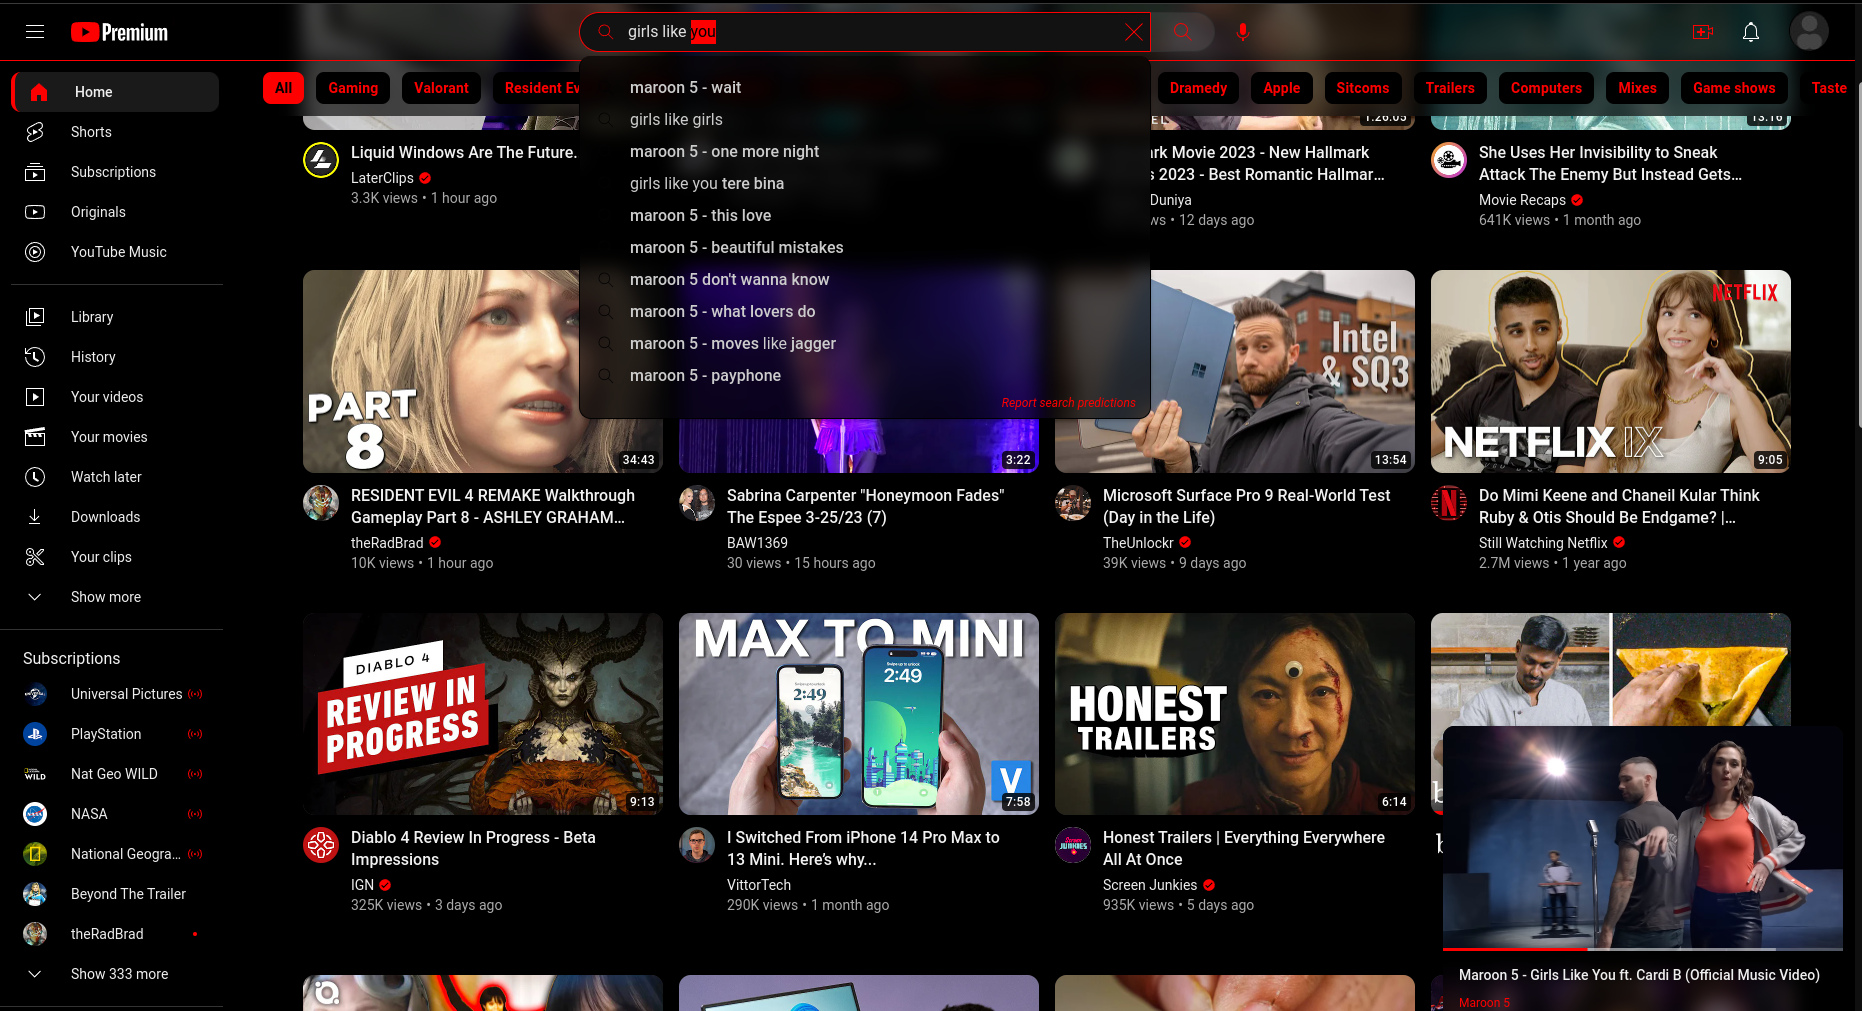 Premium
girls like you
Home
Shorts
Subscriptions
Originals
YouTube Music
Library
History
Your videos
Your movies
Watch later
Downloads
Your clips
Show more
Subscriptions
Universal Pictures
PlayStation
Nat Geo WILD
NASA
National Geogra...
Beyond The Trailer
theRadBrad
Show 333 more
All
Gaming
Valorant
Resident Ev
Dramedy
Apple
Sitcoms
Trailers
Computers
Mixes
Game shows
Taste
maroon 5 - wait
girls like girls
maroon 5 - one more night
girls like you tere bina
maroon 5 - this love
maroon 5 - beautiful mistakes
maroon 5 don't wanna know
maroon 5 - what lovers do
maroon 5 - moves like jagger
maroon 5 - payphone
Report search predictions
1:26:05
13:16
Liquid Windows Are The Future.
LaterClips
3.3K views • 1 hour ago
ark Movie 2023 - New Hallmark
s 2023 - Best Romantic Hallmar...
Duniya
ws • 12 days ago
She Uses Her Invisibility to Sneak
Attack The Enemy But Instead Gets...
Movie Recaps
641K views • 1 month ago
PART
8
34:43
3:22
Intel
& SQ3
13:54
NETFLIX
NETFLIX IX
9:05
RESIDENT EVIL 4 REMAKE Walkthrough
Gameplay Part 8 - ASHLEY GRAHAM...
theRadBrad
10K views • 1 hour ago
Sabrina Carpenter "Honeymoon Fades"
The Espee 3-25/23 (7)
BAW1369
30 views • 15 hours ago
Microsoft Surface Pro 9 Real-World Test
(Day in the Life)
TheUnlockr
39K views • 9 days ago
Do Mimi Keene and Chaneil Kular Think
Ruby & Otis Should Be Endgame? |...
Still Watching Netflix
2.7M views • 1 year ago
DIABLO 4
REVIEW IN
PROGRESS
9:13
MAX TO MINI
2:49
2:49
V
7:58
HONEST
TRAILERS
6:14
Diablo 4 Review In Progress - Beta
Impressions
IGN
325K views • 3 days ago
I Switched From iPhone 14 Pro Max to
13 Mini. Here's why...
VittorTech
290K views • 1 month ago
Honest Trailers | Everything Everywhere
All At Once
Screen Junkies
935K views • 5 days ago
Maroon 5 - Girls Like You ft. Cardi B (Official Music Video)
Maroon 5